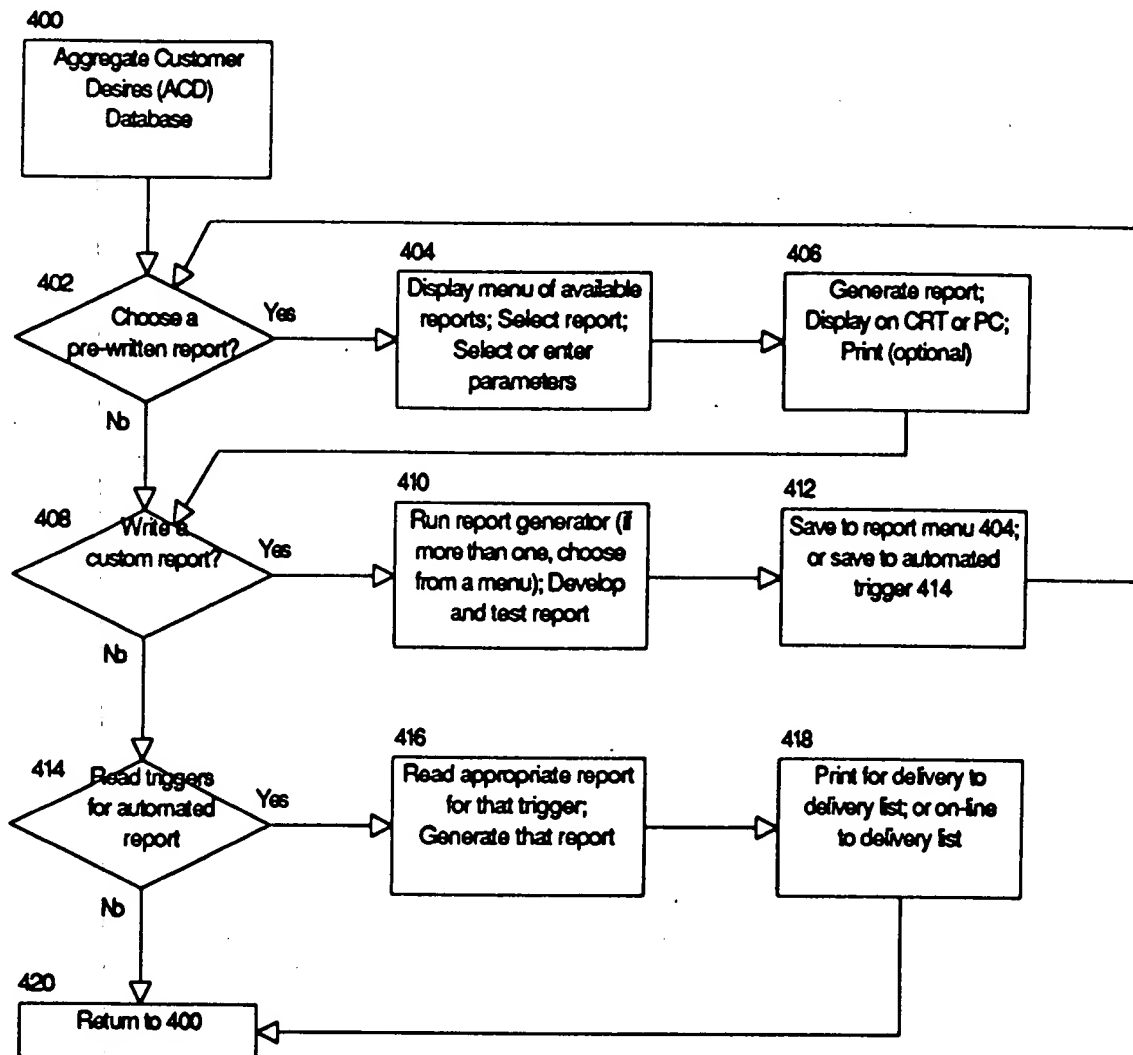 400
Aggregate Customer
Desires (ACD)
Database
402
Choose a
pre-written report?
Yes
No
404
Display menu of available
reports; Select report;
Select or enter
parameters
406
Generate report;
Display on CRT or PC;
Print (optional)
408
Write a
custom report?
Yes
No
410
Run report generator (if
more than one, choose
from a menu); Develop
and test report
412
Save to report menu 404;
or save to automated
trigger 414
414
Read triggers
for automated
report
Yes
No
416
Read appropriate report
for that trigger;
Generate that report
418
Print for delivery to
delivery list; or on-line
to delivery list
420
Return to 400